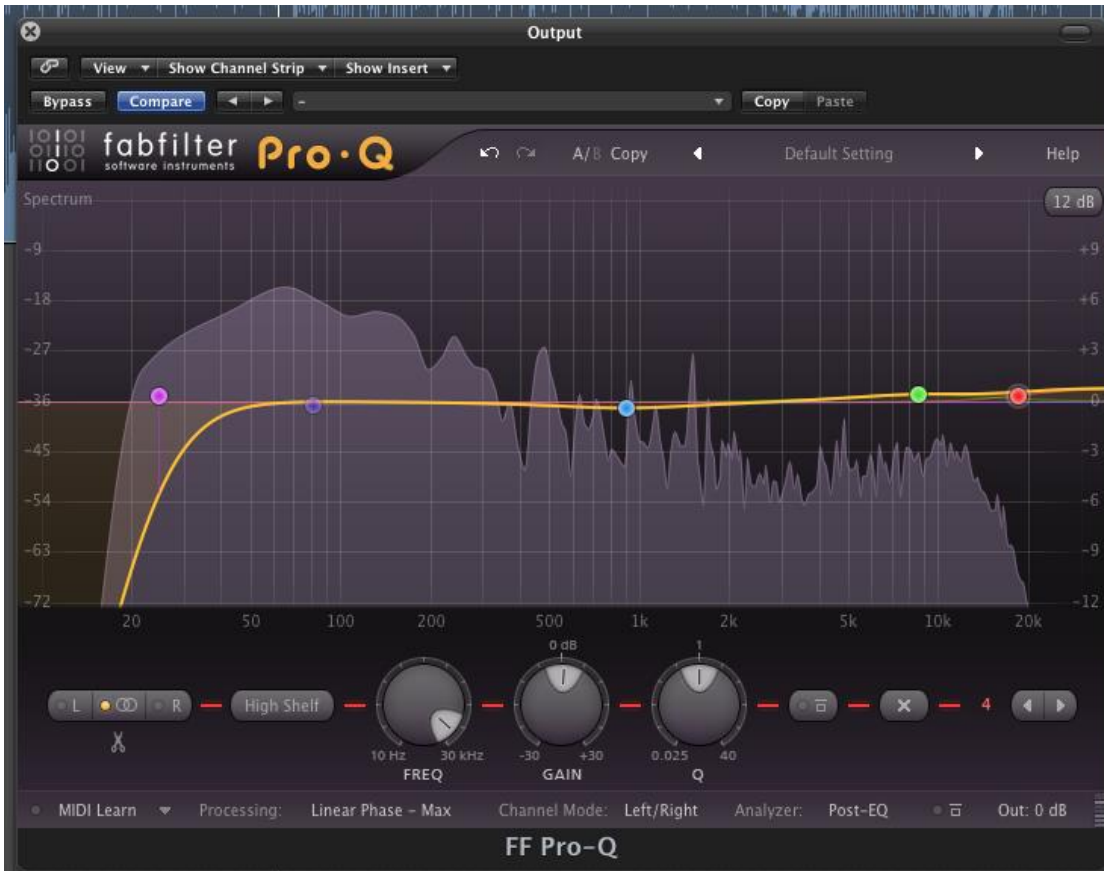 Output
View Show Channel Strip Show Insert
Bypass Compare - Copy Paste
fabfilter Pro·Q A/B Copy Default Setting Help
software instruments
Spectrum 12 dB
-9 +9
-18 +6
-27 +3
-36 0
-45 -3
-54 -6
-63 -9
-72 -12
20 50 100 200 500 1k 2k 5k 10k 20k
0 dB 1
L R High Shelf 4
10 Hz 30 kHz -30 +30 0.025 40
FREQ GAIN Q
MIDI Learn Processing: Linear Phase - Max Channel Mode: Left/Right Analyzer: Post-EQ Out: 0 dB
FF Pro-Q